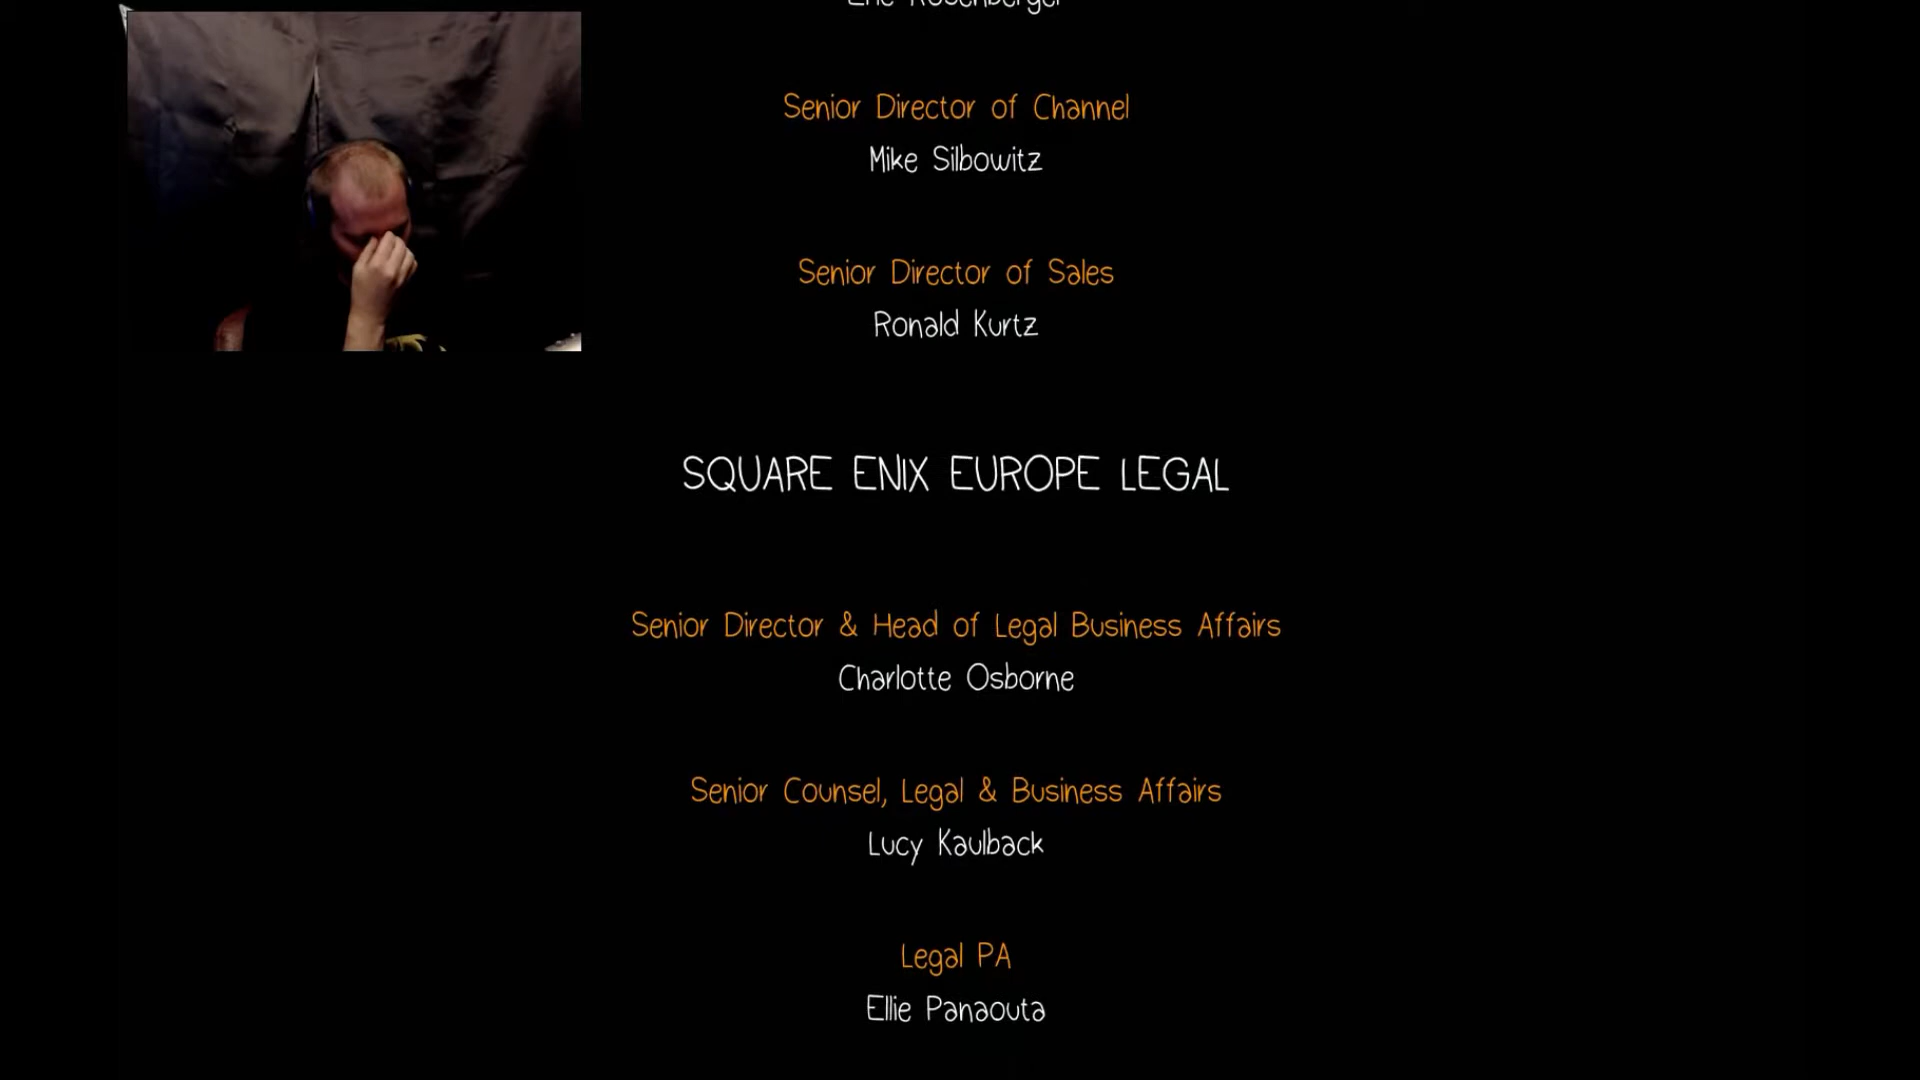 Senior Director of Channel
Mike Silbowitz
Senior Director of Sales
Ronald Kurtz
SQUARE ENIX EUROPE LEGAL
Senior Director & Head of Legal Business Affairs
Charlotte Osborne
Senior Counsel, Legal & Business Affairs
Lucy Kaulback
Legal PA
Ellie Panaouta